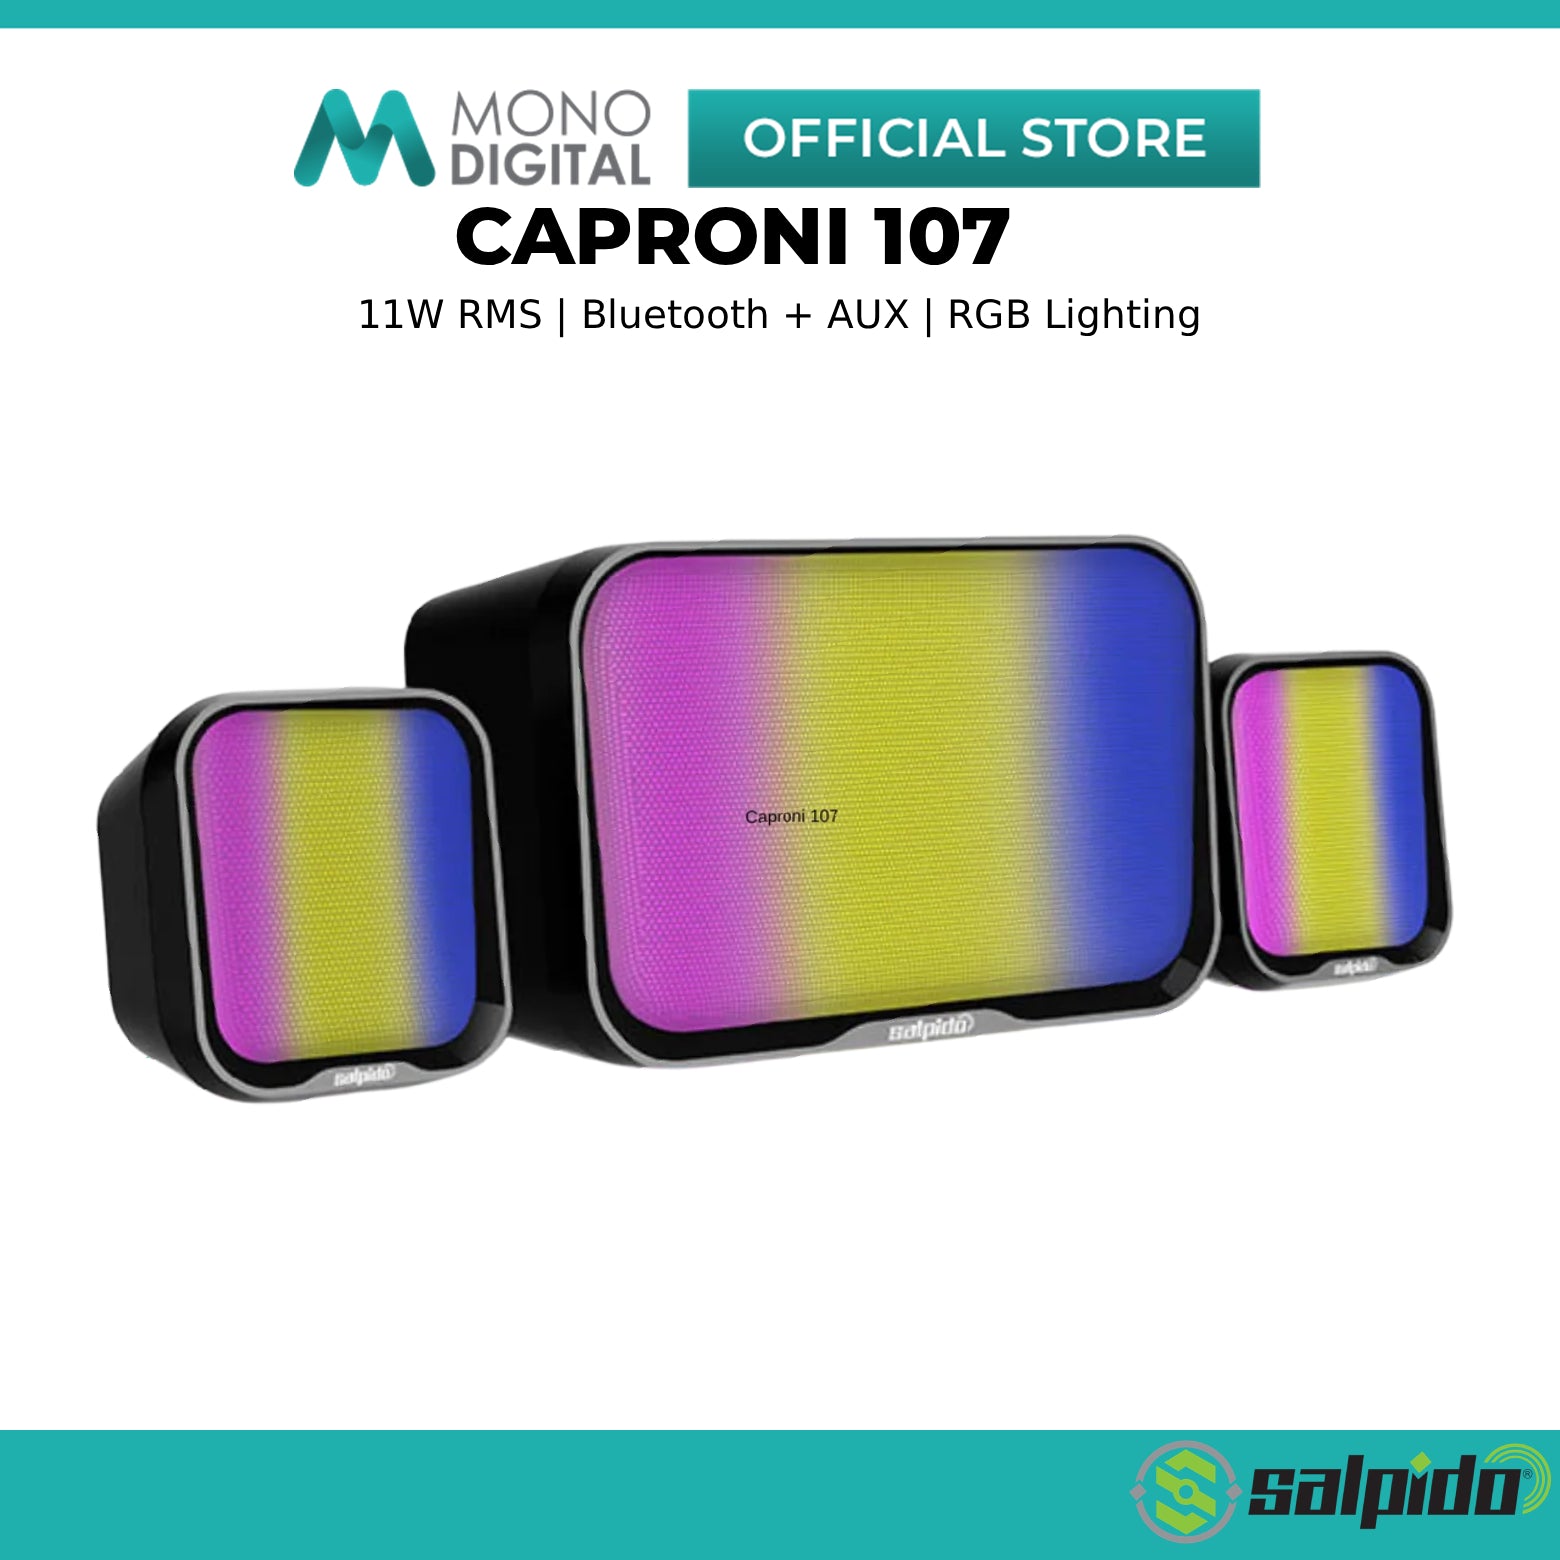 MONO
DIGITAL
OFFICIAL STORE
CAPRONI 107
11W RMS | Bluetooth + AUX | RGB Lighting
Caproni 107
salpido
salpido
salpido
salpido®